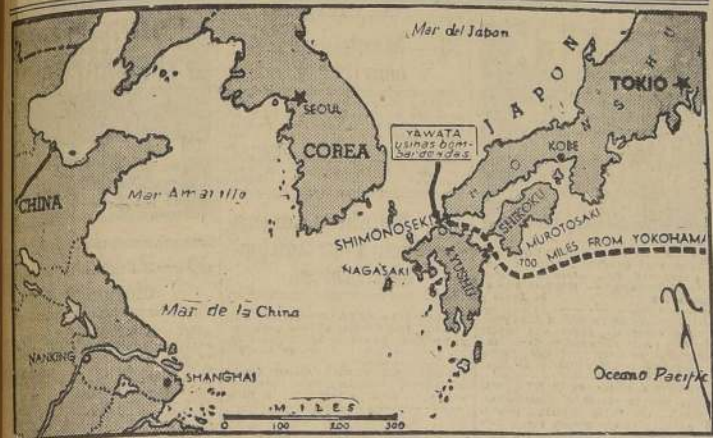 Mar del Japon
JAPON
HONSHU
TOKIO
SEOUL
COREA
YAWATA
usinas bom-
bardeadas
KOBE
CHINA
Mar Amarillo
SHIKOKU
SHIMONOSEKI
MUROTOSAKI
700 MILES FROM YOKOHAMA
NAGASAKI
KYUSHU
Mar de la China
NANKING
SHANGHAI
Oceano Pacific
MILES
0 100 200 300